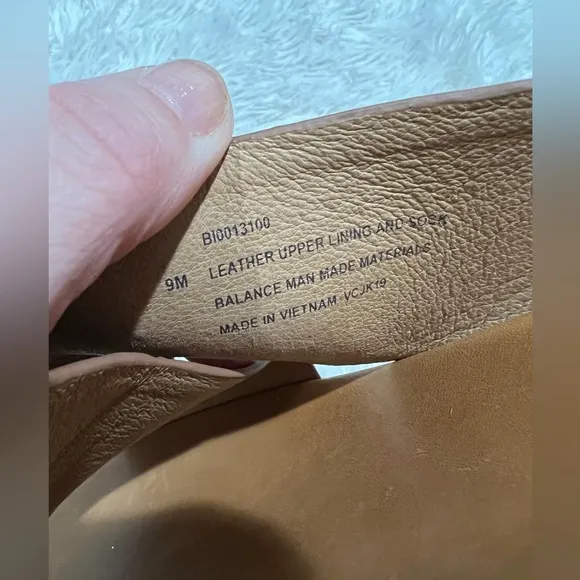 BI0013100
9M LEATHER UPPER LINING AND SOCK
BALANCE MAN MADE MATERIALS
MADE IN VIETNAM VCJK19